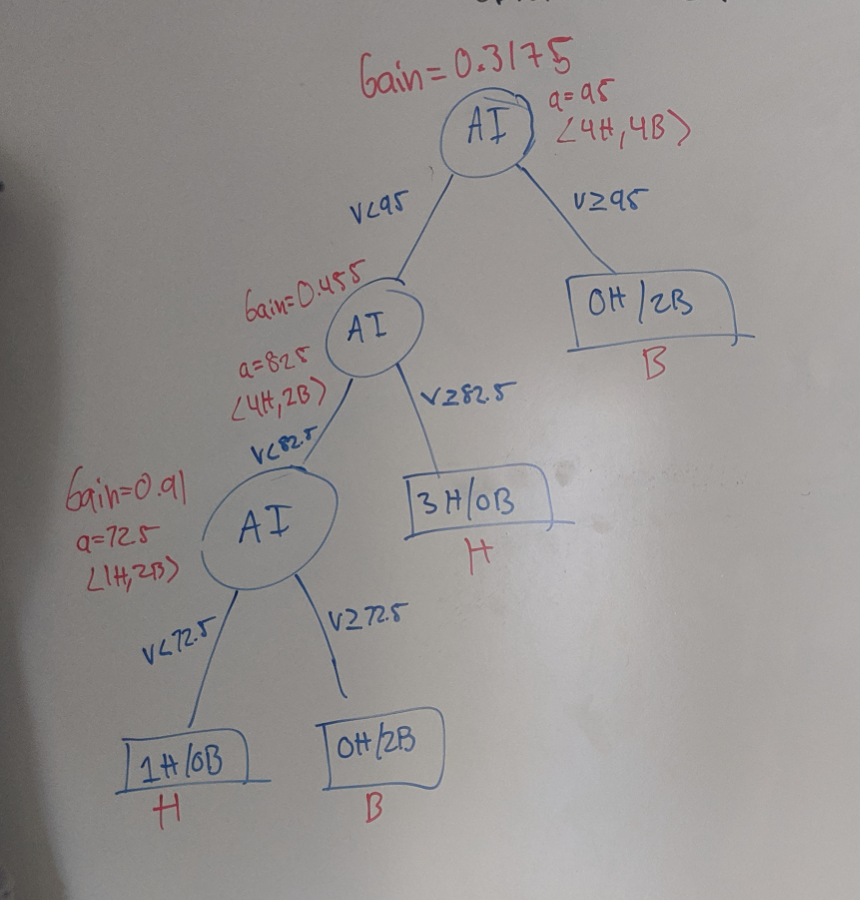 Gain = 0.3175
AI
a = 95
<4H, 4B>
V<95
V≥95
Gain=0.455
AI
a=82.5
<4H, 2B>
0H/2B
B
V<82.5
V≥82.5
Gain=0.91
AI
a=72.5
<1H, 2B>
3H/0B
H
V<72.5
V≥72.5
1H/0B
H
0H/2B
B